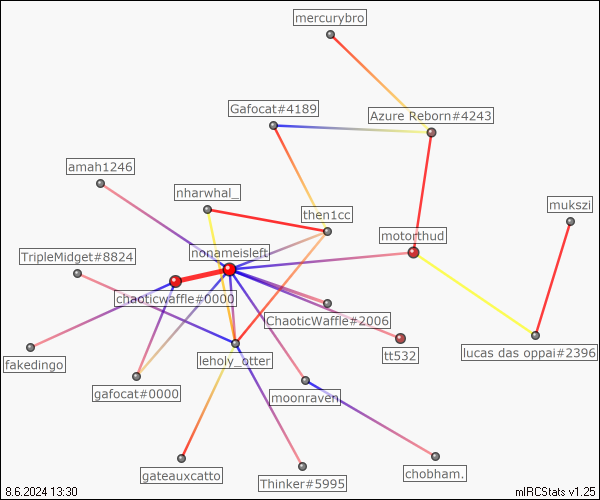 mercurybro
Gafocat#4189
Azure Reborn#4243
amah1246
nharwhal_
then1cc
mukszi
motorthud
nonameisleft
TripleMidget#8824
chaoticwaffle#0000
ChaoticWaffle#2006
fakedingo
leholy_otter
tt532
lucas das oppai#2396
gafocat#0000
moonraven
gateauxcatto
Thinker#5995
chobham.
8.6.2024 13:30
mIRCStats v1.25